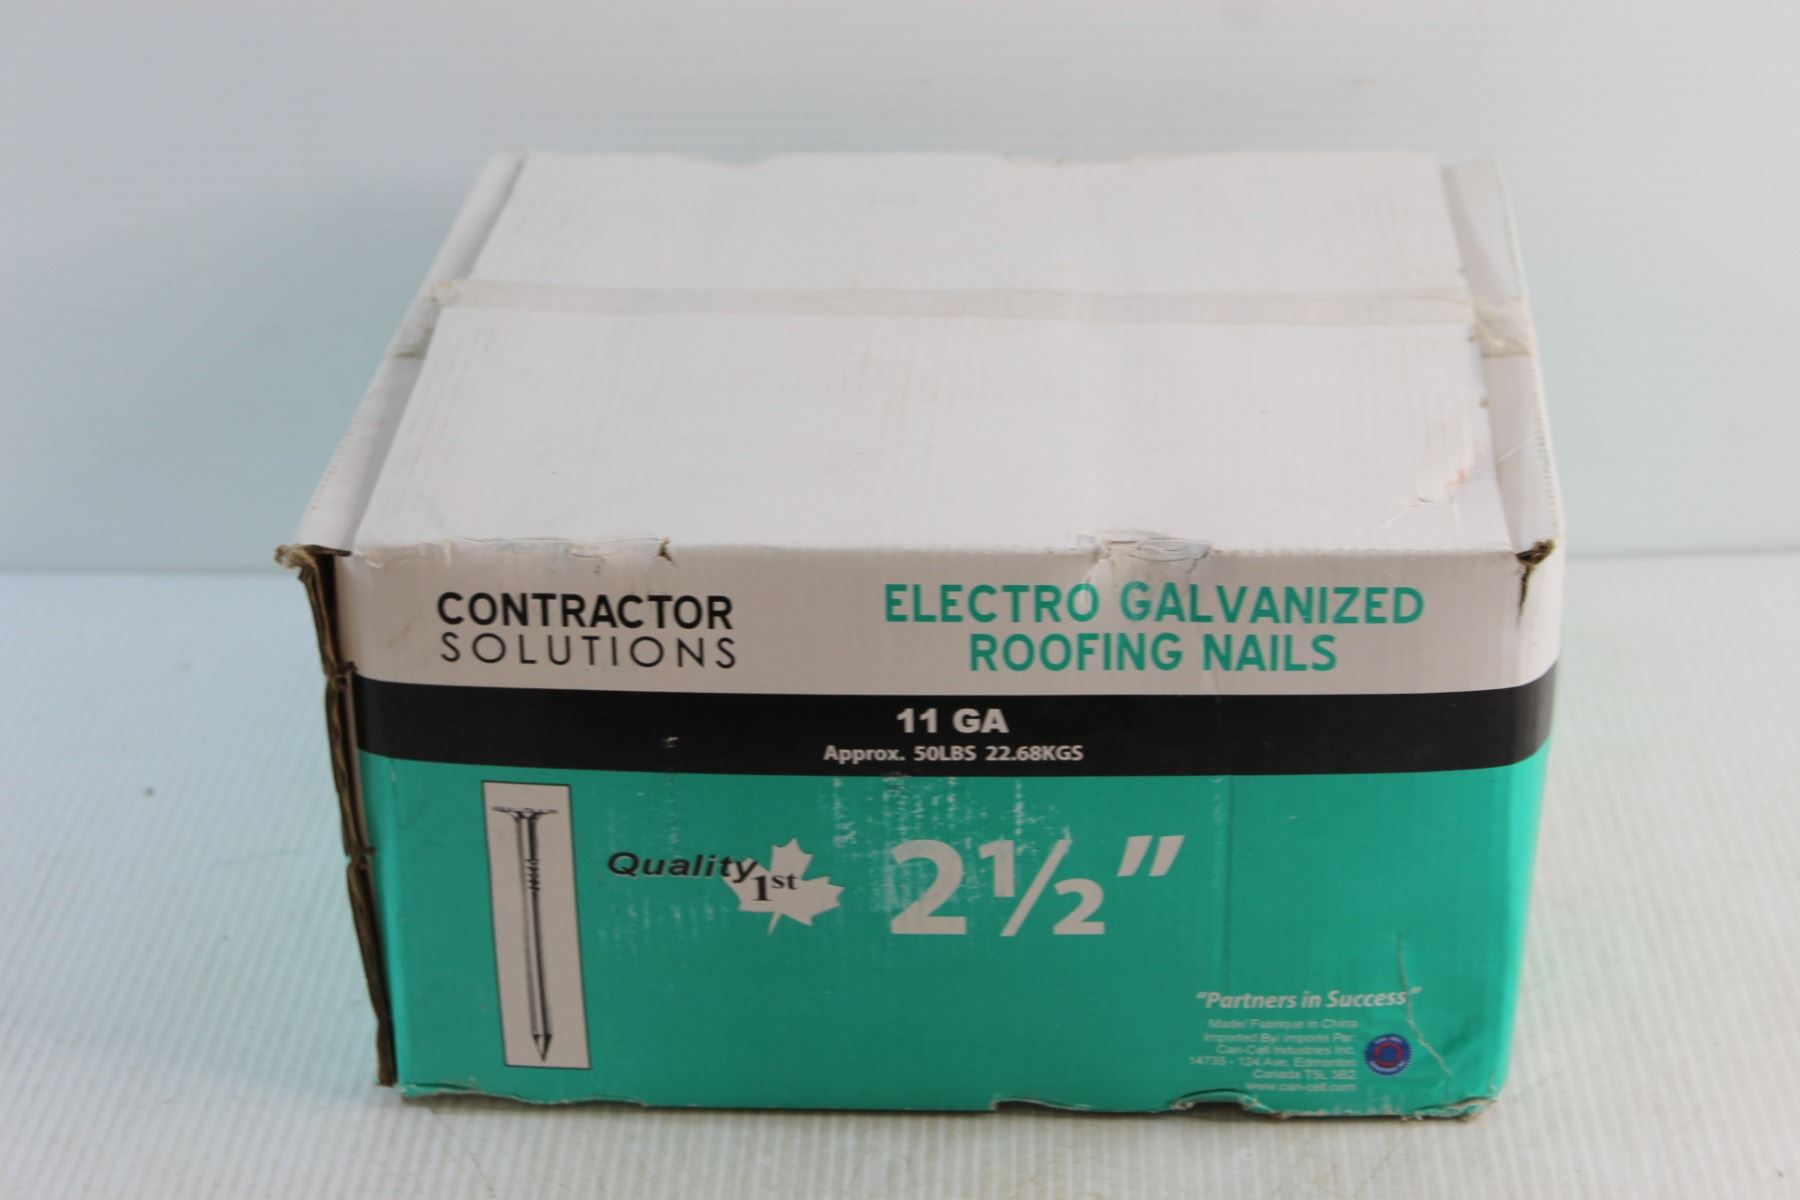 CONTRACTOR
SOLUTIONS
ELECTRO GALVANIZED
ROOFING NAILS
11 GA
Approx. 50LBS 22.68KGS
Quality 1st
2½"
"Partners in Success"
Made/ Fabrique in China
Imported By/ Importe Par:
Can-Cell Industries Inc.
14735 - 124 Ave, Edmonton
Canada T5L 3B2
www.can-cell.com